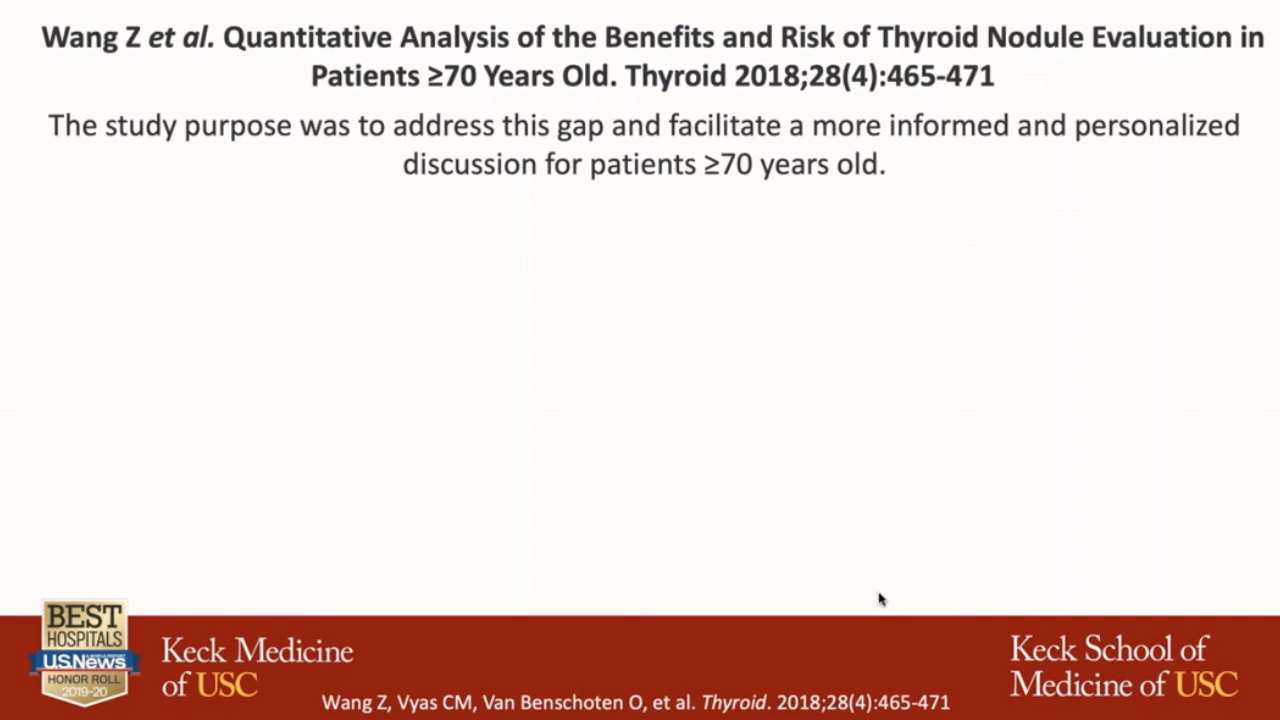 Wang Z et al. Quantitative Analysis of the Benefits and Risk of Thyroid Nodule Evaluation in
Patients ≥70 Years Old. Thyroid 2018;28(4):465-471
The study purpose was to address this gap and facilitate a more informed and personalized
discussion for patients ≥70 years old.
BEST
HOSPITALS
U.S.News
HONOR ROLL
2019-20
Keck Medicine
of USC
Wang Z, Vyas CM, Van Benschoten O, et al. Thyroid. 2018;28(4):465-471
Keck School of
Medicine of USC